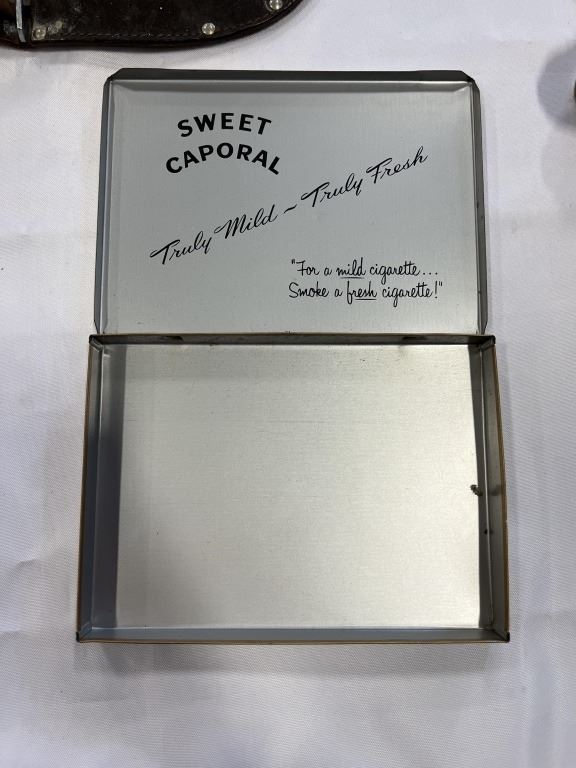 SWEET
CAPORAL
Truly Mild ~ Truly Fresh
"For a mild cigarette...
Smoke a fresh cigarette!"